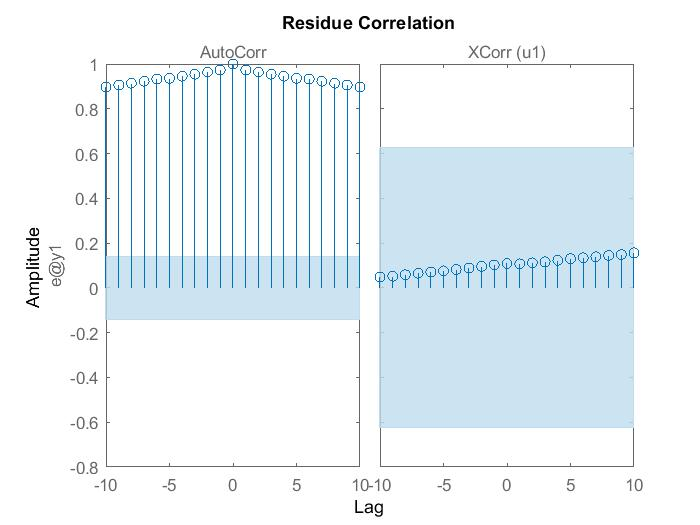 Residue Correlation
AutoCorr
XCorr (u1)
1
0.8
0.6
0.4
0.2
0
-0.2
-0.4
-0.6
-0.8
Amplitude
e@y1
-10 -5 0 5 10
-10 -5 0 5 10
Lag